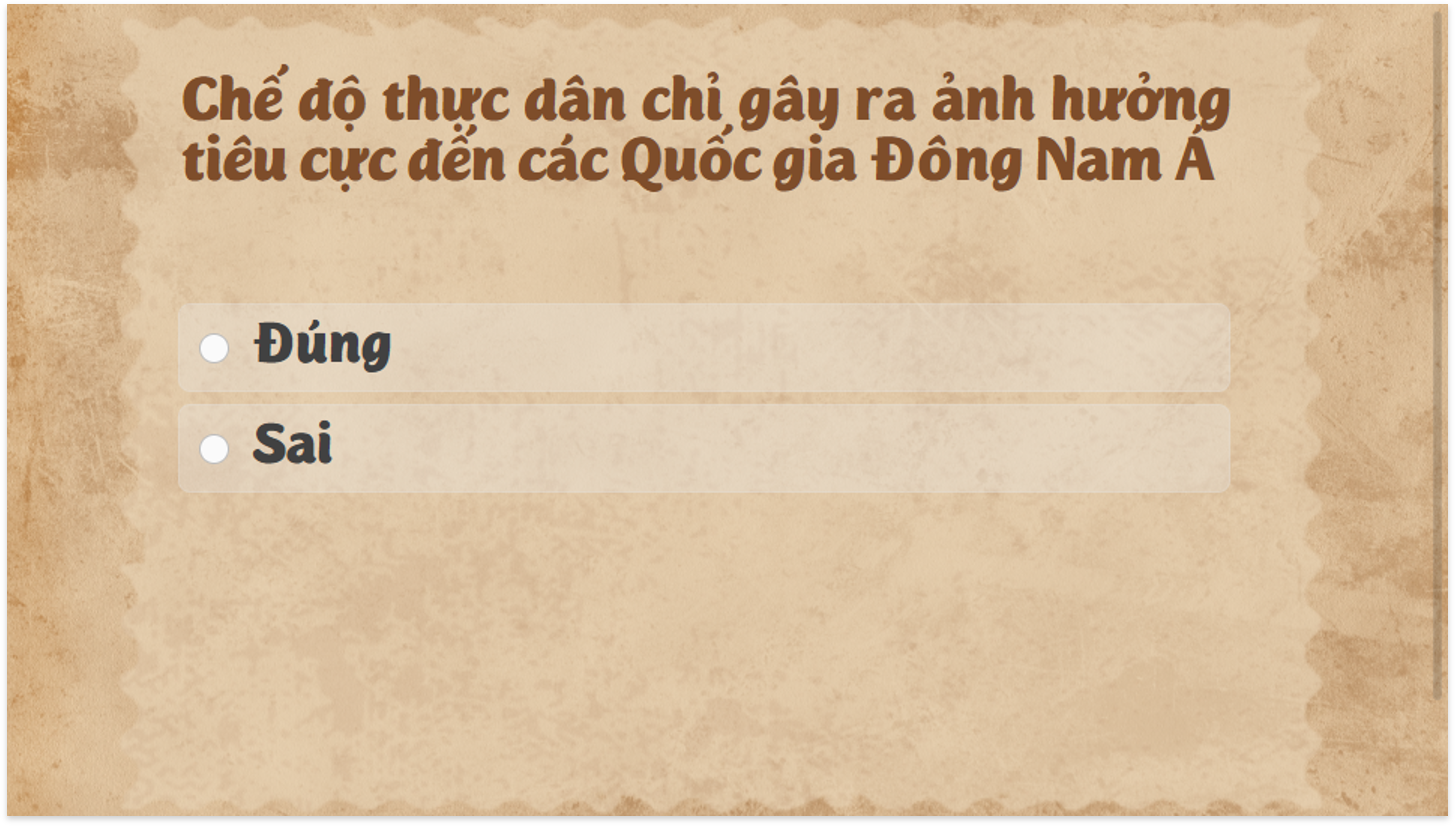 Chế độ thực dân chỉ gây ra ảnh hưởng
tiêu cực đến các Quốc gia Đông Nam Á
Đúng
Sai